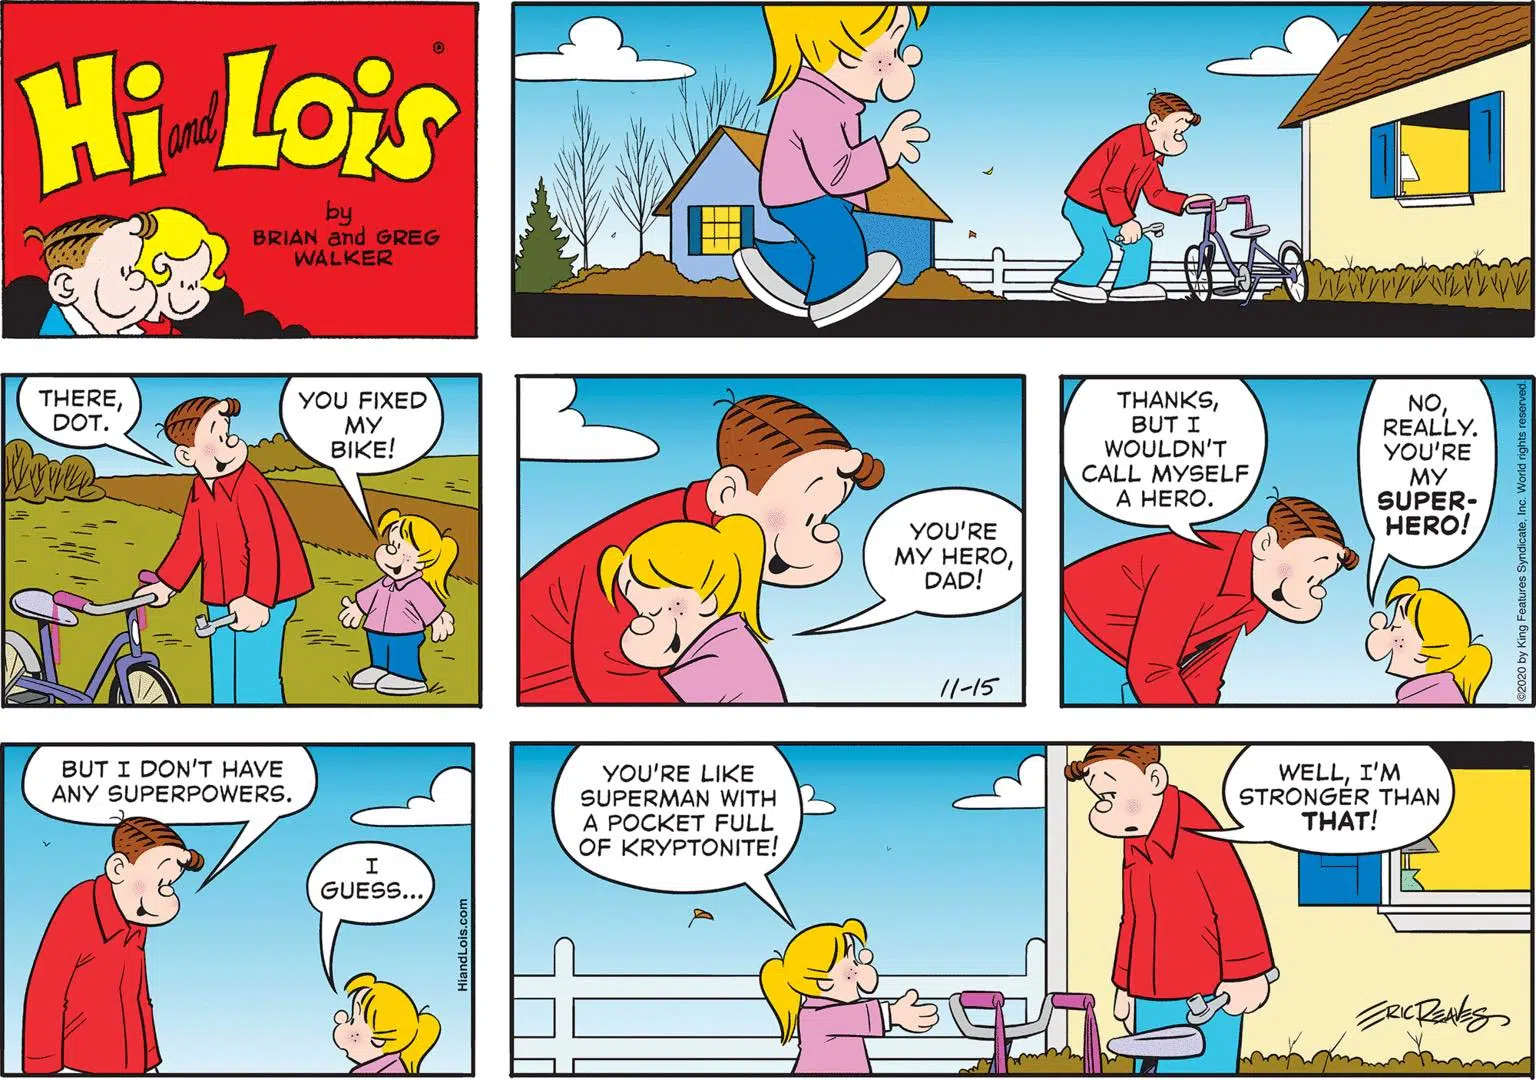 Hi and Lois
®
by
BRIAN and GREG
WALKER
THERE,
DOT.
YOU FIXED
MY
BIKE!
YOU'RE
MY HERO,
DAD!
11-15
THANKS,
BUT I
WOULDN'T
CALL MYSELF
A HERO.
NO,
REALLY.
YOU'RE
MY
SUPER-
HERO!
©2020 by King Features Syndicate, Inc. World rights reserved.
BUT I DON'T HAVE
ANY SUPERPOWERS.
I
GUESS...
HiandLois.com
YOU'RE LIKE
SUPERMAN WITH
A POCKET FULL
OF KRYPTONITE!
WELL, I'M
STRONGER THAN
THAT!
ERIC REAVES